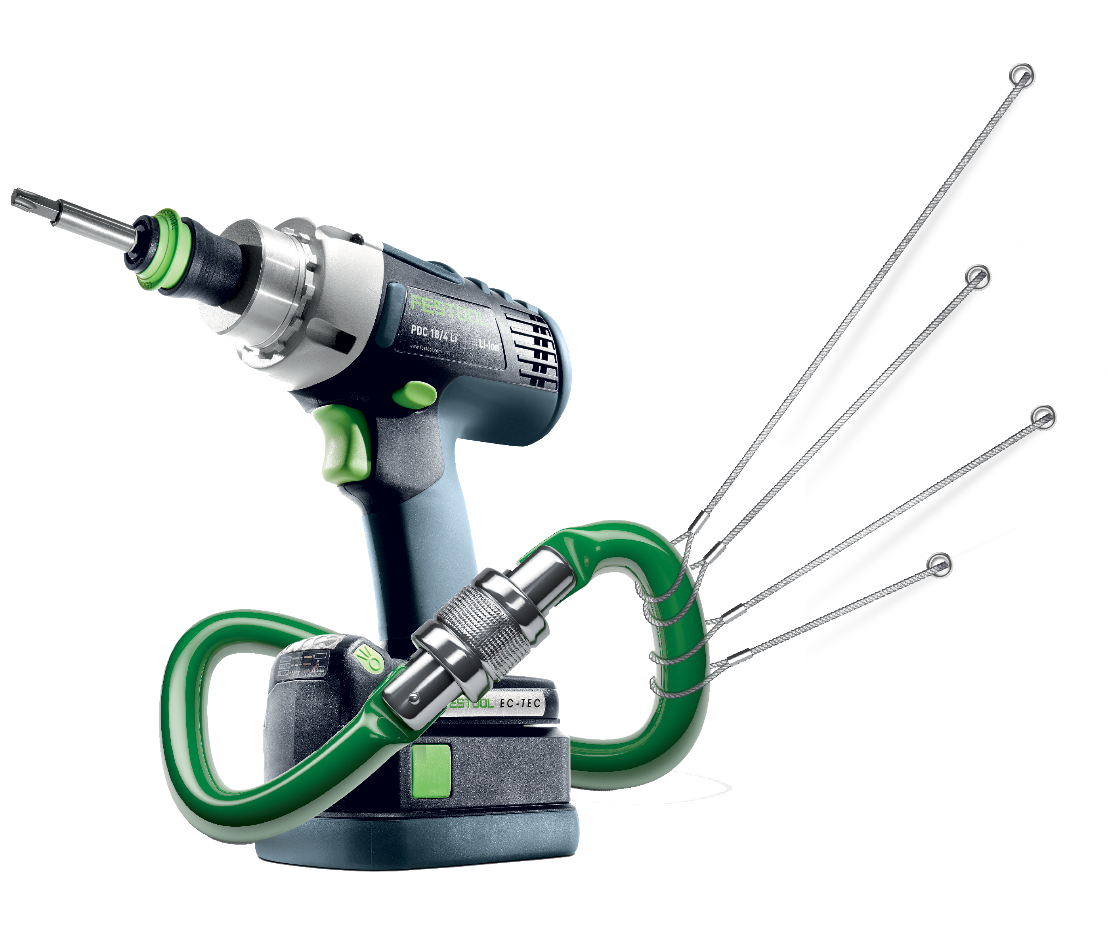 FESTOOL
PDC 18/4 Li
Li-Ion
FESTOOL EC-TEC